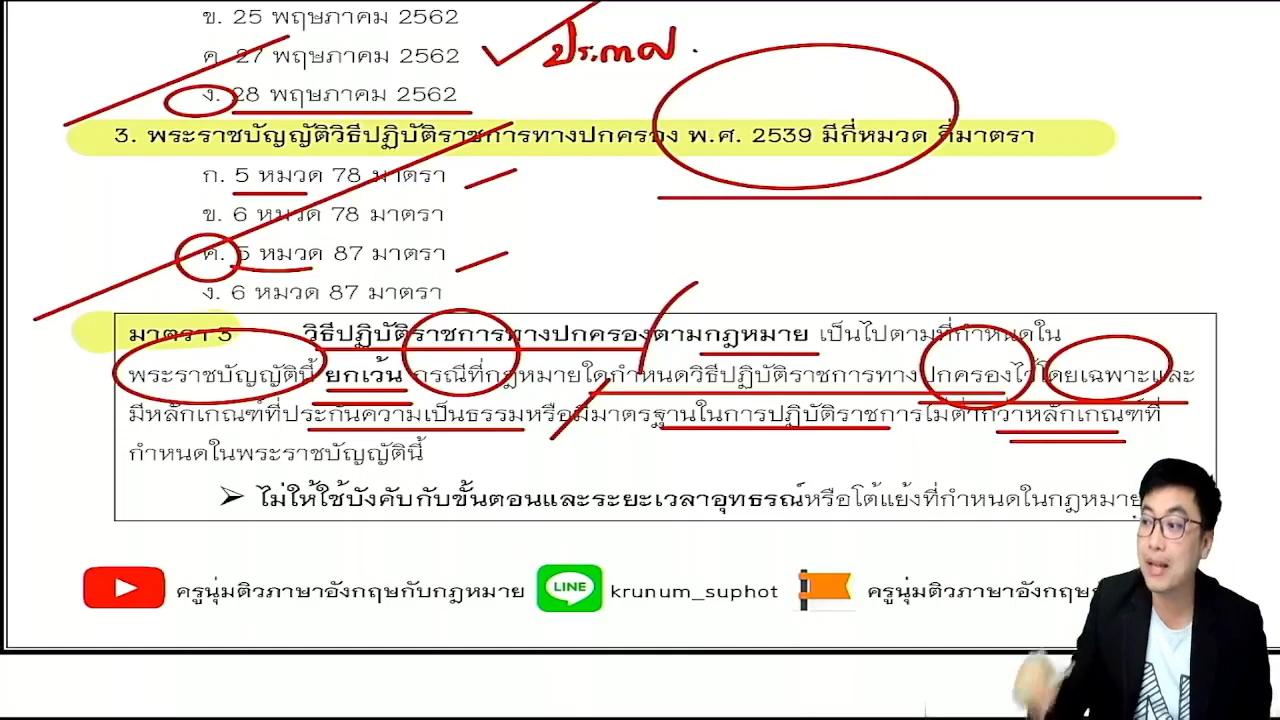 ข. 25 พฤษภาคม 2562
ค. 27 พฤษภาคม 2562
ประกาศ.
ง. 28 พฤษภาคม 2562
3. พระราชบัญญัติวิธีปฏิบัติราชการทางปกครอง พ.ศ. 2539 มีกี่หมวด กี่มาตรา
ก. 5 หมวด 78 มาตรา
ข. 6 หมวด 78 มาตรา
ค. 5 หมวด 87 มาตรา
ง. 6 หมวด 87 มาตรา
มาตรา 3 วิธีปฏิบัติราชการทางปกครองตามกฎหมาย เป็นไปตามที่กำหนดใน
พระราชบัญญัตินี้ ยกเว้น กรณีที่กฎหมายใดกำหนดวิธีปฏิบัติราชการทางปกครองไว้โดยเฉพาะและ
มีหลักเกณฑ์ที่ประกันความเป็นธรรมหรือมีมาตรฐานในการปฏิบัติราชการไม่ต่ำกว่าหลักเกณฑ์ที่
กำหนดในพระราชบัญญัตินี้
➢ ไม่ให้ใช้บังคับกับขั้นตอนและระยะเวลาอุทธรณ์หรือโต้แย้งที่กำหนดในกฎหมาย
ครูนุ่มติวภาษาอังกฤษกับกฎหมาย LINE krunum_suphot ครูนุ่มติวภาษาอังกฤษ